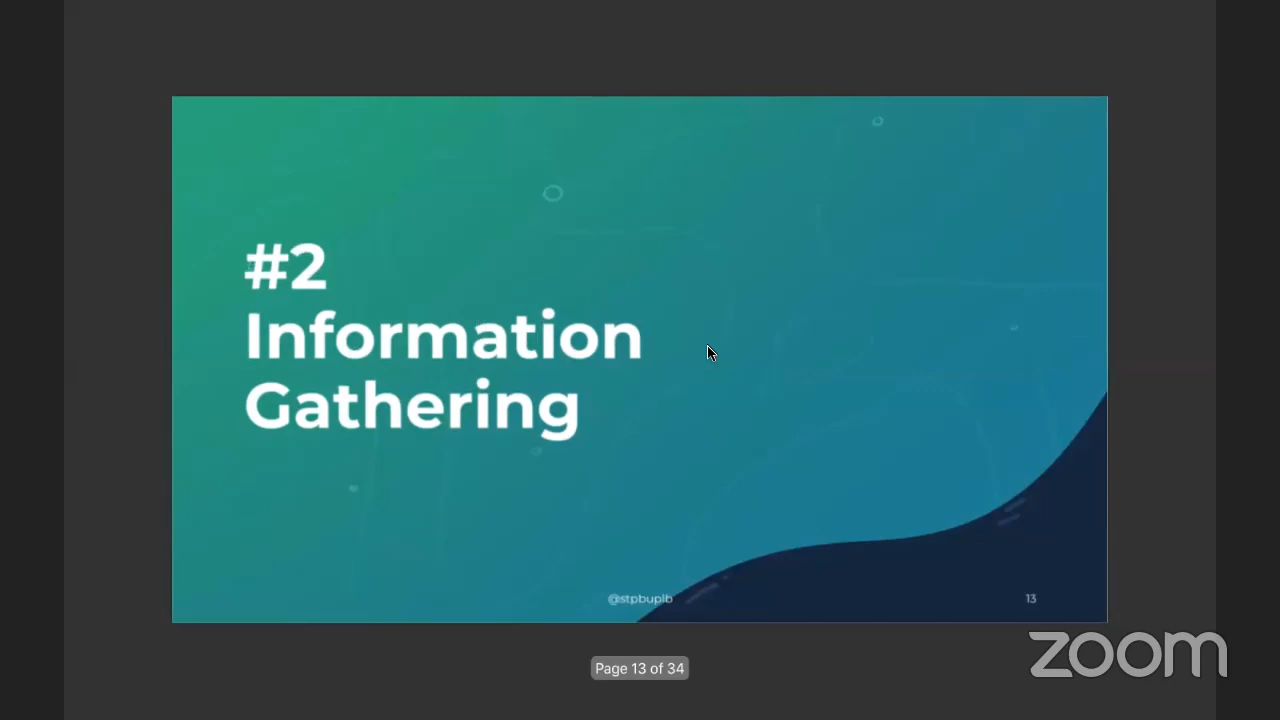 #2
Information
Gathering
@stpbuplb
13
Page 13 of 34
zoom